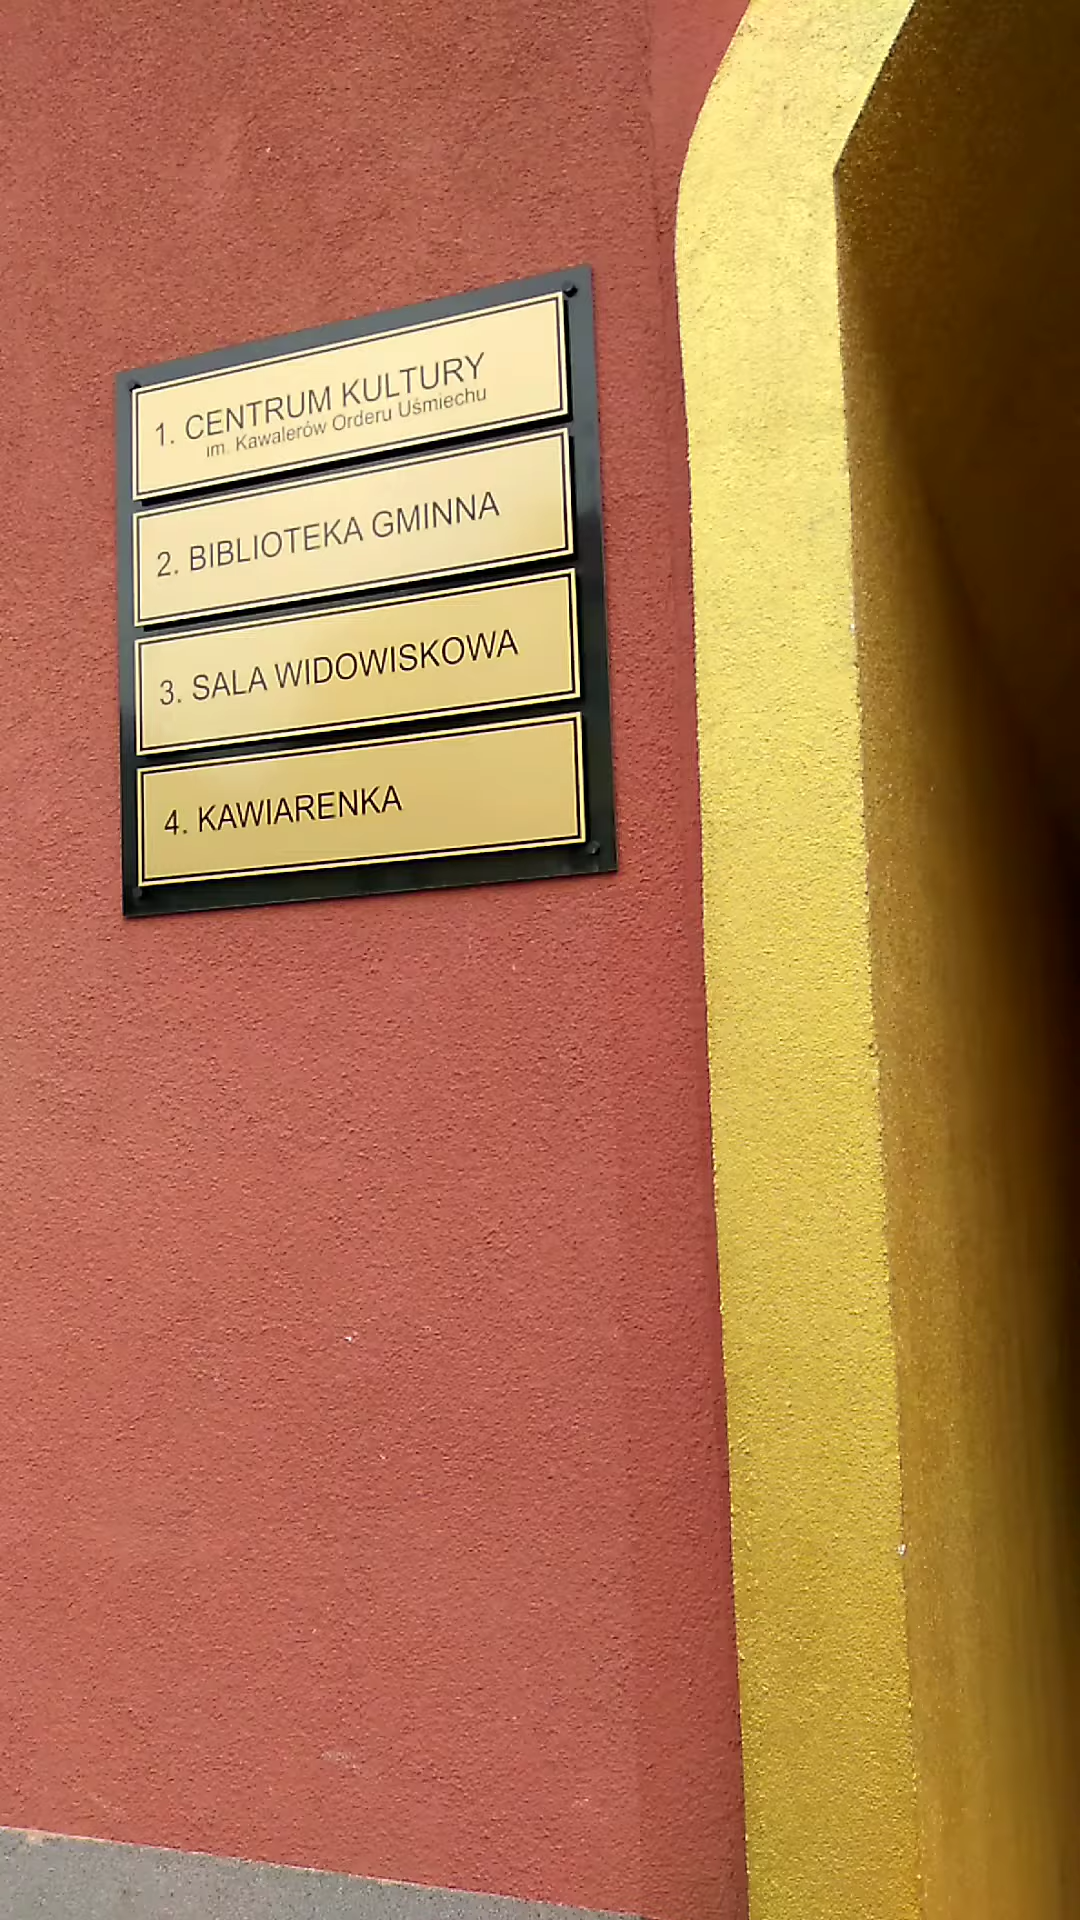 1. CENTRUM KULTURY
im. Kawalerów Orderu Uśmiechu
2. BIBLIOTEKA GMINNA
3. SALA WIDOWISKOWA
4. KAWIARENKA